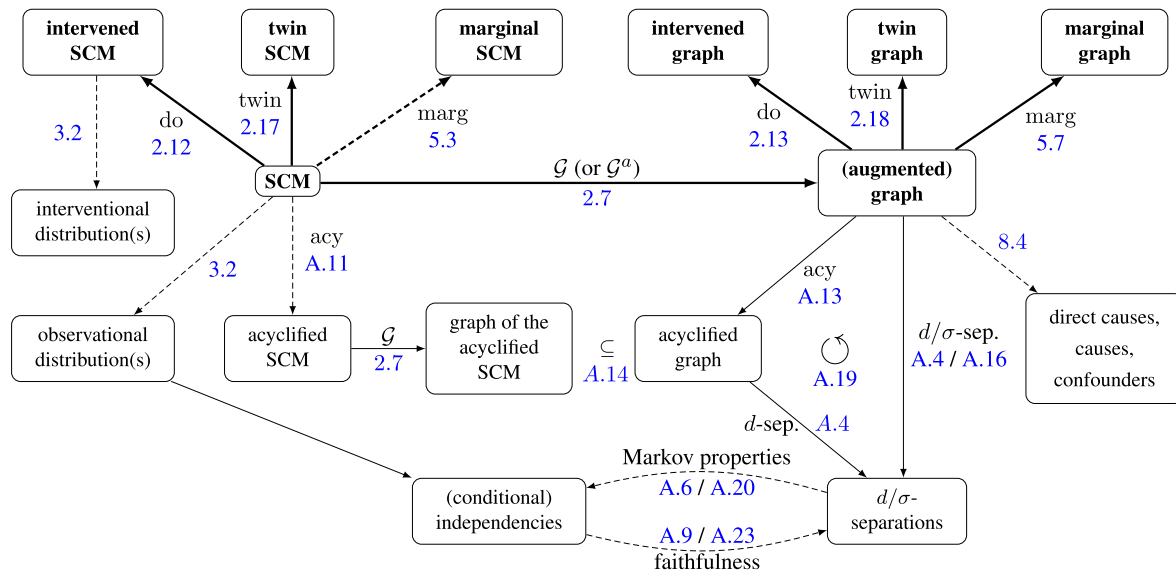 intervened
SCM
twin
SCM
marginal
SCM
intervened
graph
twin
graph
marginal
graph
3.2
do
2.12
twin
2.17
marg
5.3
do
2.13
twin
2.18
marg
5.7
SCM
𝒢 (or 𝒢ᵃ)
2.7
(augmented)
graph
interventional
distribution(s)
3.2
acy
A.11
acy
A.13
8.4
observational
distribution(s)
acyclified
SCM
𝒢
2.7
graph of the
acyclified
SCM
⊆
A.14
acyclified
graph
A.19
d/σ-sep.
A.4 / A.16
direct causes,
causes,
confounders
d-sep. A.4
Markov properties
A.6 / A.20
(conditional)
independencies
d/σ-
separations
A.9 / A.23
faithfulness